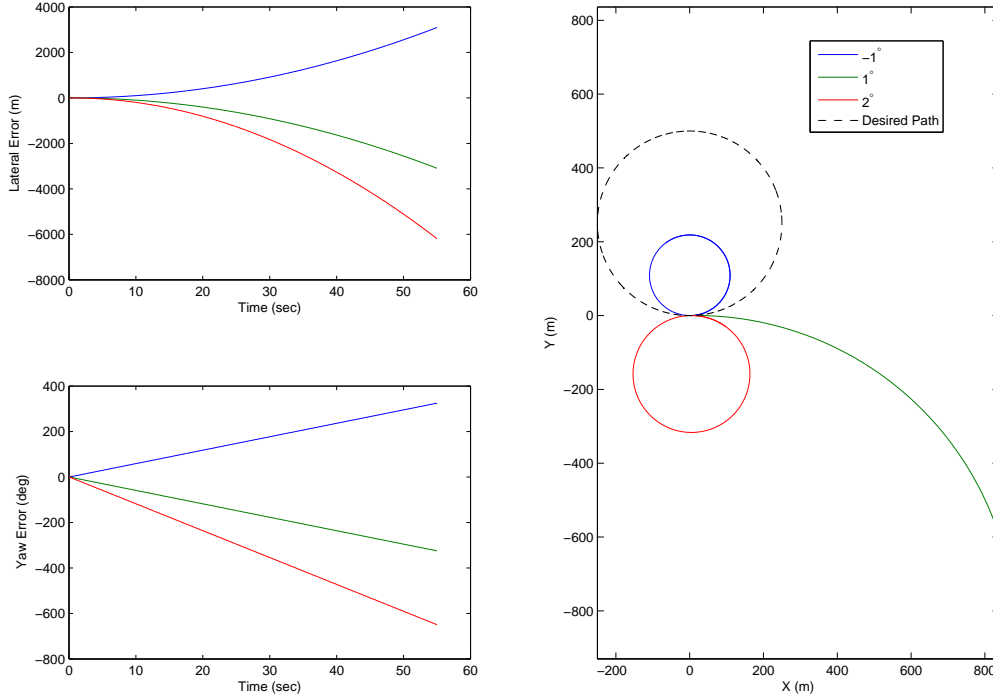 4000
2000
0
−2000
−4000
−6000
−8000
Lateral Error (m)
0 10 20 30 40 50 60
Time (sec)
400
200
0
−200
−400
−600
−800
Yaw Error (deg)
0 10 20 30 40 50 60
Time (sec)
800
600
400
200
0
−200
−400
−600
−800
Y (m)
−200 0 200 400 600 800
X (m)
−1°
1°
2°
Desired Path